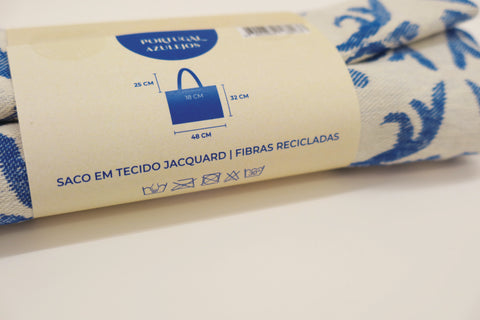 PORTUGAL
AZULEJOS
25 CM
18 CM
32 CM
48 CM
SACO EM TECIDO JACQUARD | FIBRAS RECICLADAS